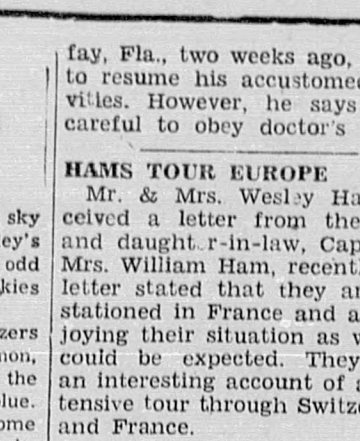 fay, Fla., two weeks ago,
to resume his accustomed
vities. However, he says
careful to obey doctor's
HAMS TOUR EUROPE
Mr. & Mrs. Wesley Ha
ceived a letter from the
and daught r-in-law, Cap
Mrs. William Ham, recent
letter stated that they ar
stationed in France and a
joying their situation as w
could be expected. They
an interesting account of a
tensive tour through Switz
and France.
sky
ey's
odd
kies
zers
non,
the
lue.
ome